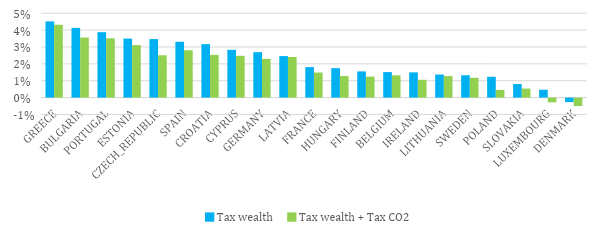 5%
4%
3%
2%
1%
0%
-1%
GREECE
BULGARIA
PORTUGAL
ESTONIA
CZECH_REPUBLIC
SPAIN
CROATIA
CYPRUS
GERMANY
LATVIA
FRANCE
HUNGARY
FINLAND
BELGIUM
IRELAND
LITHUANIA
SWEDEN
POLAND
SLOVAKIA
LUXEMBOURG
DENMARK
Tax wealth
Tax wealth + Tax CO2